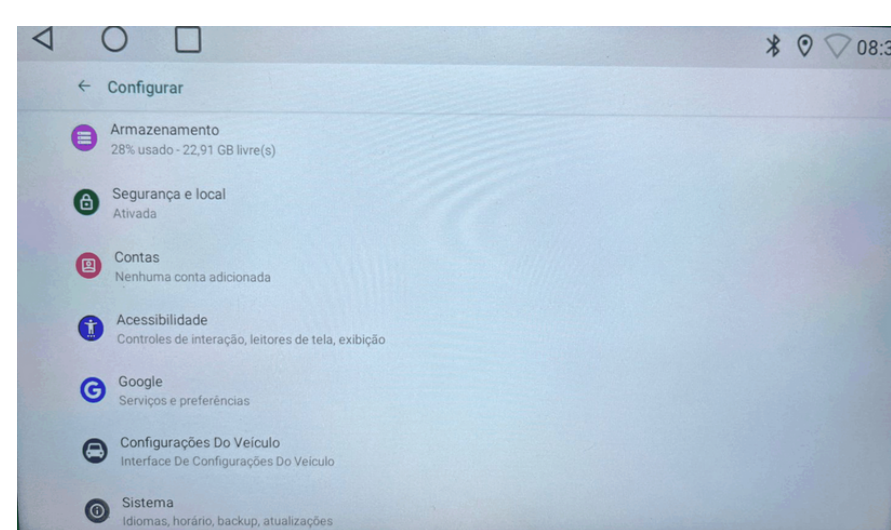 08:3
Configurar
Armazenamento
28% usado - 22,91 GB livre(s)
Segurança e local
Ativada
Contas
Nenhuma conta adicionada
Acessibilidade
Controles de interação, leitores de tela, exibição
Google
Serviços e preferências
Configurações Do Veículo
Interface De Configurações Do Veículo
Sistema
Idiomas, horário, backup, atualizações